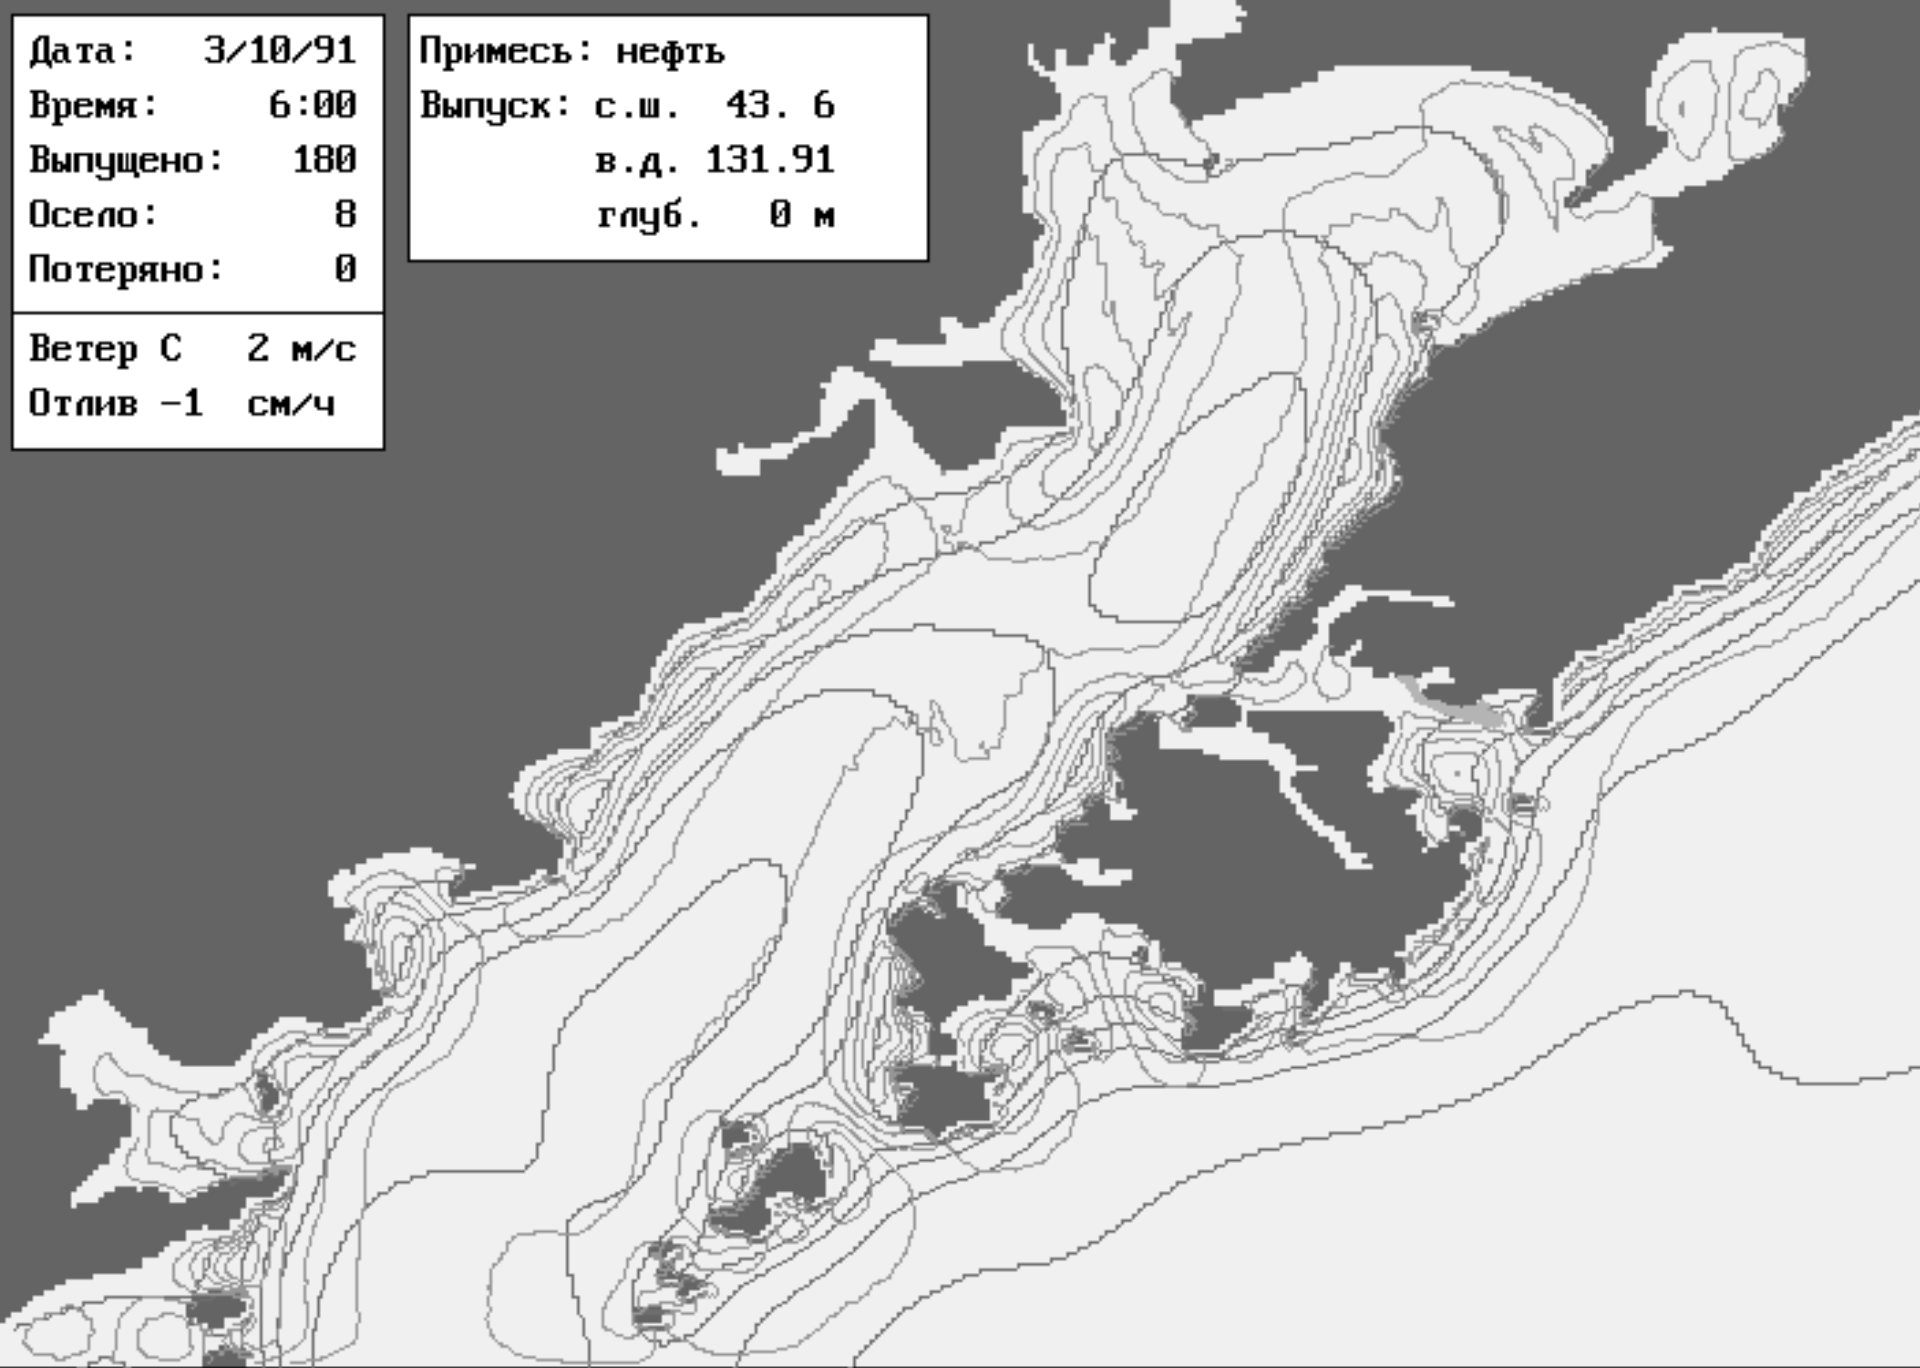 Дата: 3/10/91
Время: 6:00
Выпущено: 180
Осело: 8
Потеряно: 0
Ветер С 2 м/с
Отлив -1 см/ч
Примесь: нефть
Выпуск: с.ш. 43. 6
в.д. 131.91
глуб. 0 м